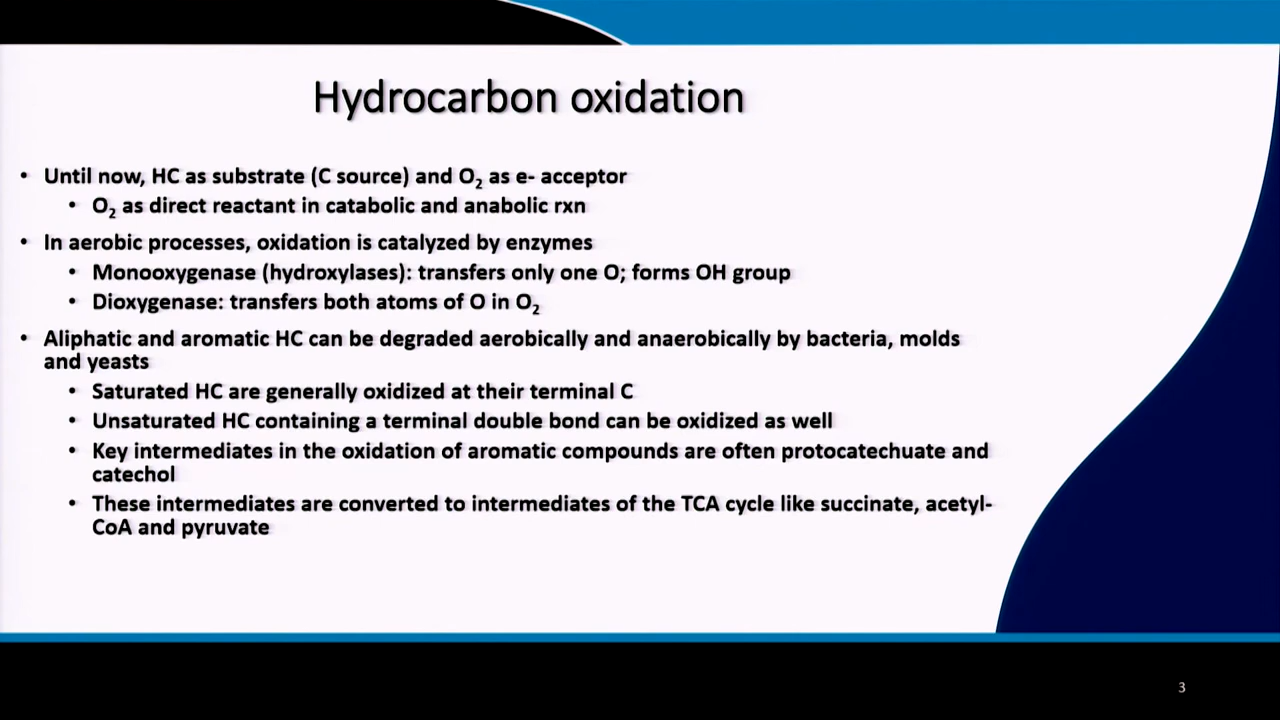 Hydrocarbon oxidation
• Until now, HC as substrate (C source) and O₂ as e- acceptor
• O₂ as direct reactant in catabolic and anabolic rxn
• In aerobic processes, oxidation is catalyzed by enzymes
• Monooxygenase (hydroxylases): transfers only one O; forms OH group
• Dioxygenase: transfers both atoms of O in O₂
• Aliphatic and aromatic HC can be degraded aerobically and anaerobically by bacteria, molds
and yeasts
• Saturated HC are generally oxidized at their terminal C
• Unsaturated HC containing a terminal double bond can be oxidized as well
• Key intermediates in the oxidation of aromatic compounds are often protocatechuate and
catechol
• These intermediates are converted to intermediates of the TCA cycle like succinate, acetyl-
CoA and pyruvate
3